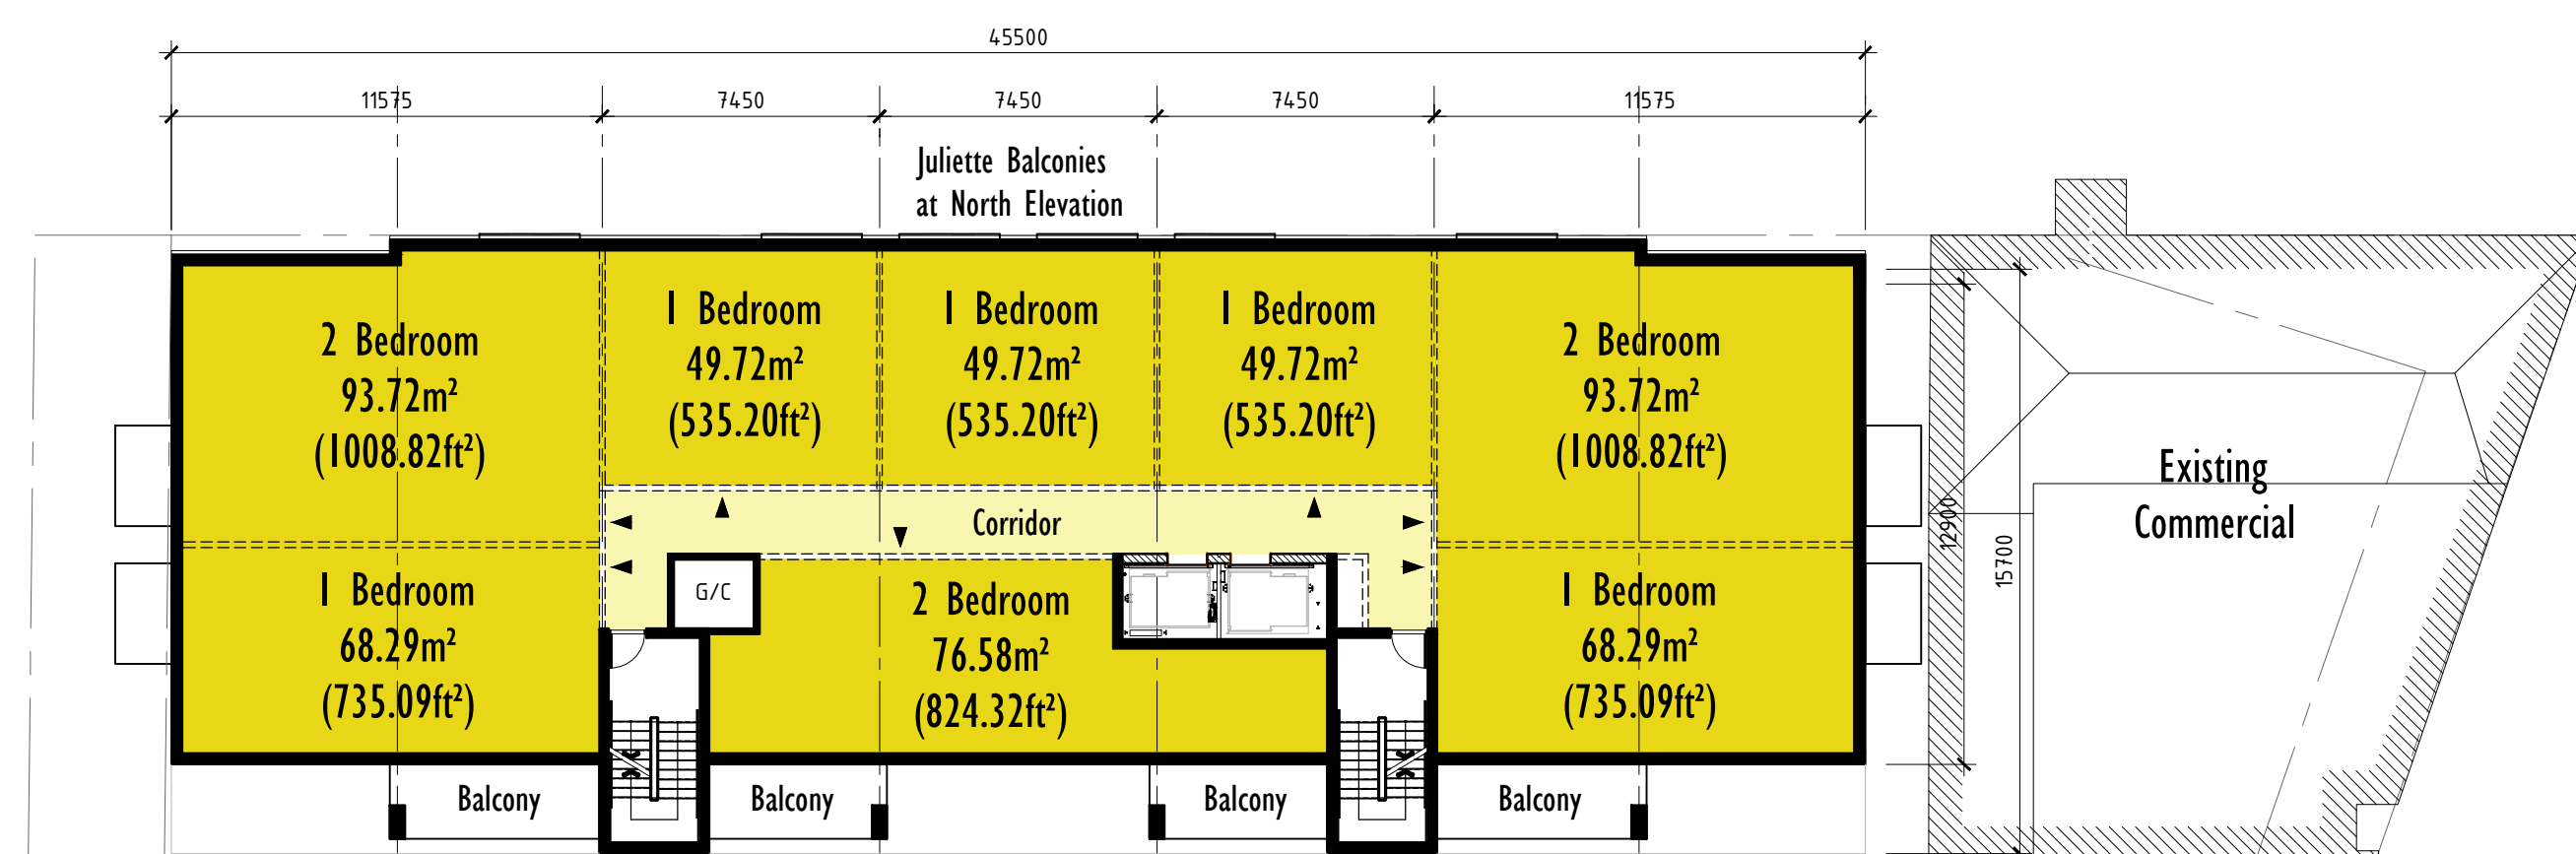 45500
11575
7450
7450
7450
11575
Juliette Balconies
at North Elevation
2 Bedroom
93.72m²
(1008.82ft²)
1 Bedroom
49.72m²
(535.20ft²)
1 Bedroom
49.72m²
(535.20ft²)
1 Bedroom
49.72m²
(535.20ft²)
2 Bedroom
93.72m²
(1008.82ft²)
Existing
Commercial
12900
15700
Corridor
G/C
1 Bedroom
68.29m²
(735.09ft²)
2 Bedroom
76.58m²
(824.32ft²)
1 Bedroom
68.29m²
(735.09ft²)
Balcony
Balcony
Balcony
Balcony